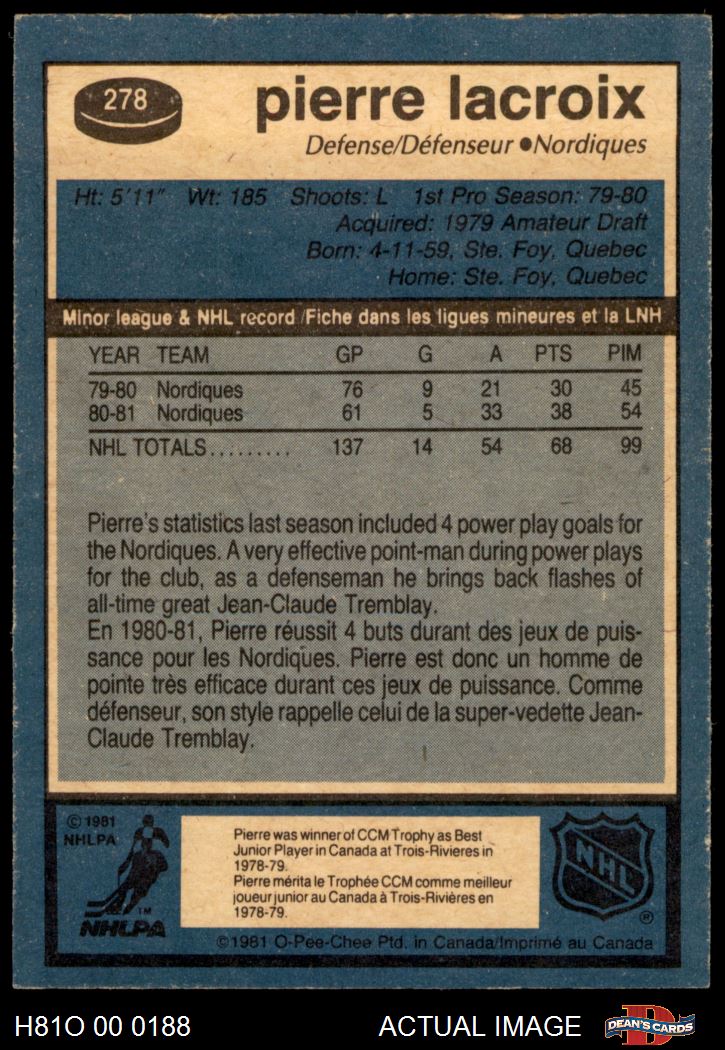 278
pierre lacroix
Defense/Défenseur ●Nordiques
Ht: 5'11" Wt: 185 Shoots: L 1st Pro Season: 79-80
Acquired: 1979 Amateur Draft
Born: 4-11-59, Ste. Foy, Quebec
Home: Ste. Foy, Quebec
Minor league & NHL record /Fiche dans les ligues mineures et la LNH
YEAR TEAM GP G A PTS PIM
79-80 Nordiques 76 9 21 30 45
80-81 Nordiques 61 5 33 38 54
NHL TOTALS......... 137 14 54 68 99
Pierre's statistics last season included 4 power play goals for
the Nordiques. A very effective point-man during power plays
for the club, as a defenseman he brings back flashes of
all-time great Jean-Claude Tremblay.
En 1980-81, Pierre réussit 4 buts durant des jeux de puis-
sance pour les Nordiques. Pierre est donc un homme de
pointe très efficace durant ces jeux de puissance. Comme
défenseur, son style rappelle celui de la super-vedette Jean-
Claude Tremblay.
© 1981
NHLPA
TM
NHLPA
Pierre was winner of CCM Trophy as Best
Junior Player in Canada at Trois-Rivieres in
1978-79.
Pierre mérita le Trophée CCM comme meilleur
joueur junior au Canada à Trois-Rivières en
1978-79.
NHL
®
©1981 O-Pee-Chee Ptd. in Canada/Imprimé au Canada
H81O 00 0188
ACTUAL IMAGE
D
DEAN'S CARDS